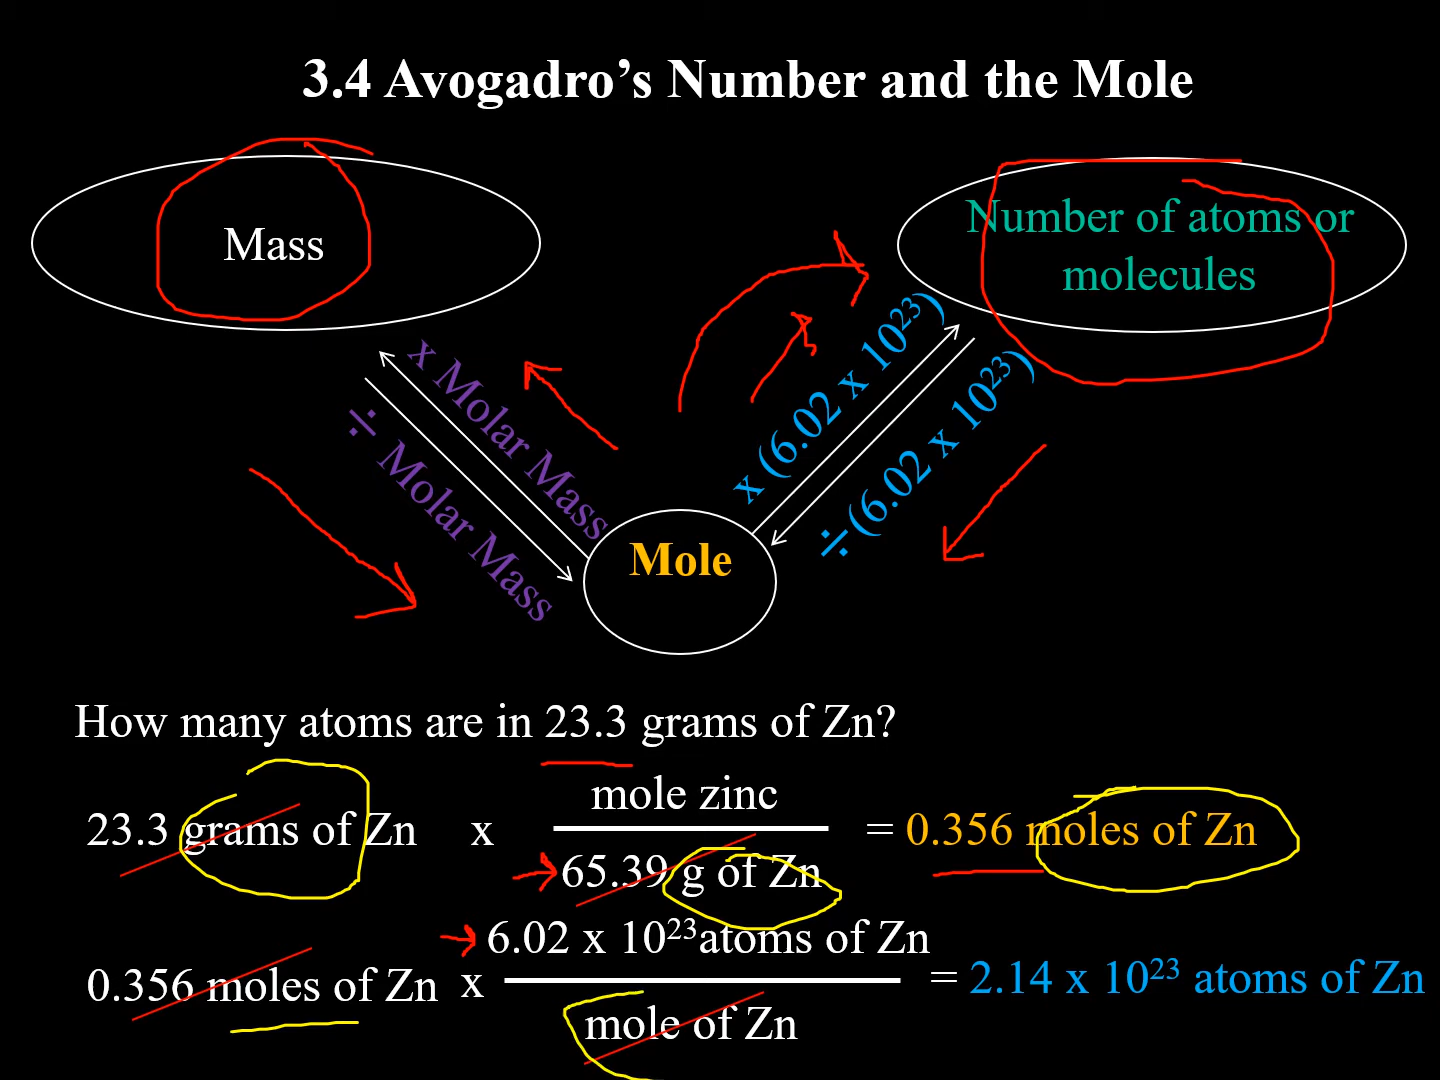 3.4 Avogadro’s Number and the Mole
Mass
Number of atoms or
molecules
x Molar Mass
÷ Molar Mass
x (6.02 x 10²³)
÷ (6.02 x 10²³)
Mole
How many atoms are in 23.3 grams of Zn?
mole zinc
23.3 grams of Zn x = 0.356 moles of Zn
65.39 g of Zn
6.02 x 10²³atoms of Zn
0.356 moles of Zn x = 2.14 x 10²³ atoms of Zn
mole of Zn